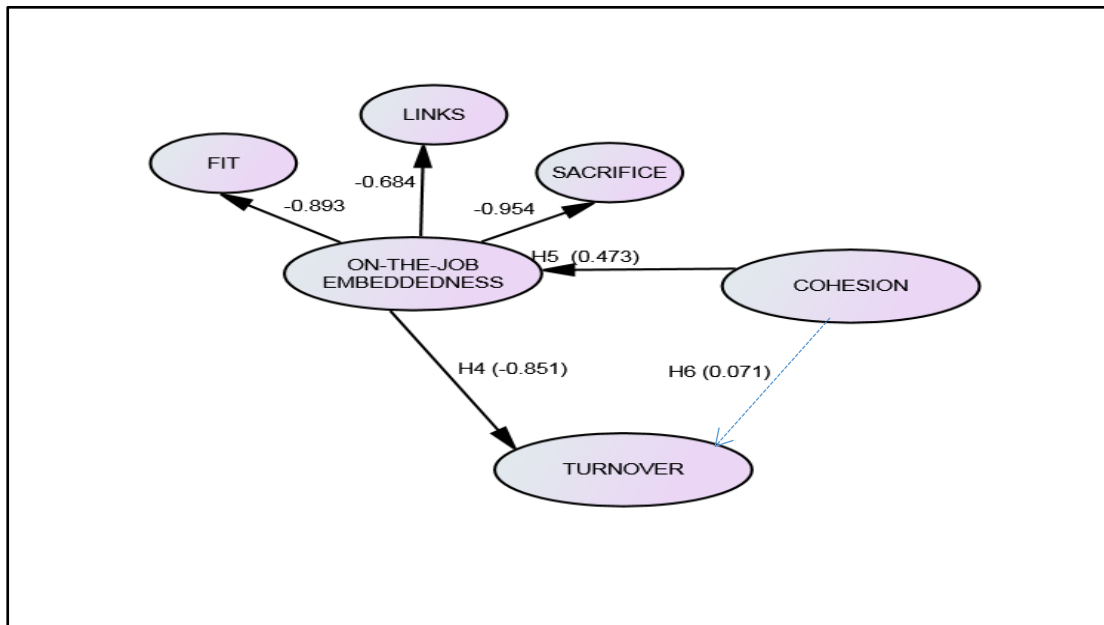 LINKS
FIT
SACRIFICE
-0.684
-0.893
-0.954
H5 (0.473)
ON-THE-JOB
EMBEDDEDNESS
COHESION
H4 (-0.851)
H6 (0.071)
TURNOVER